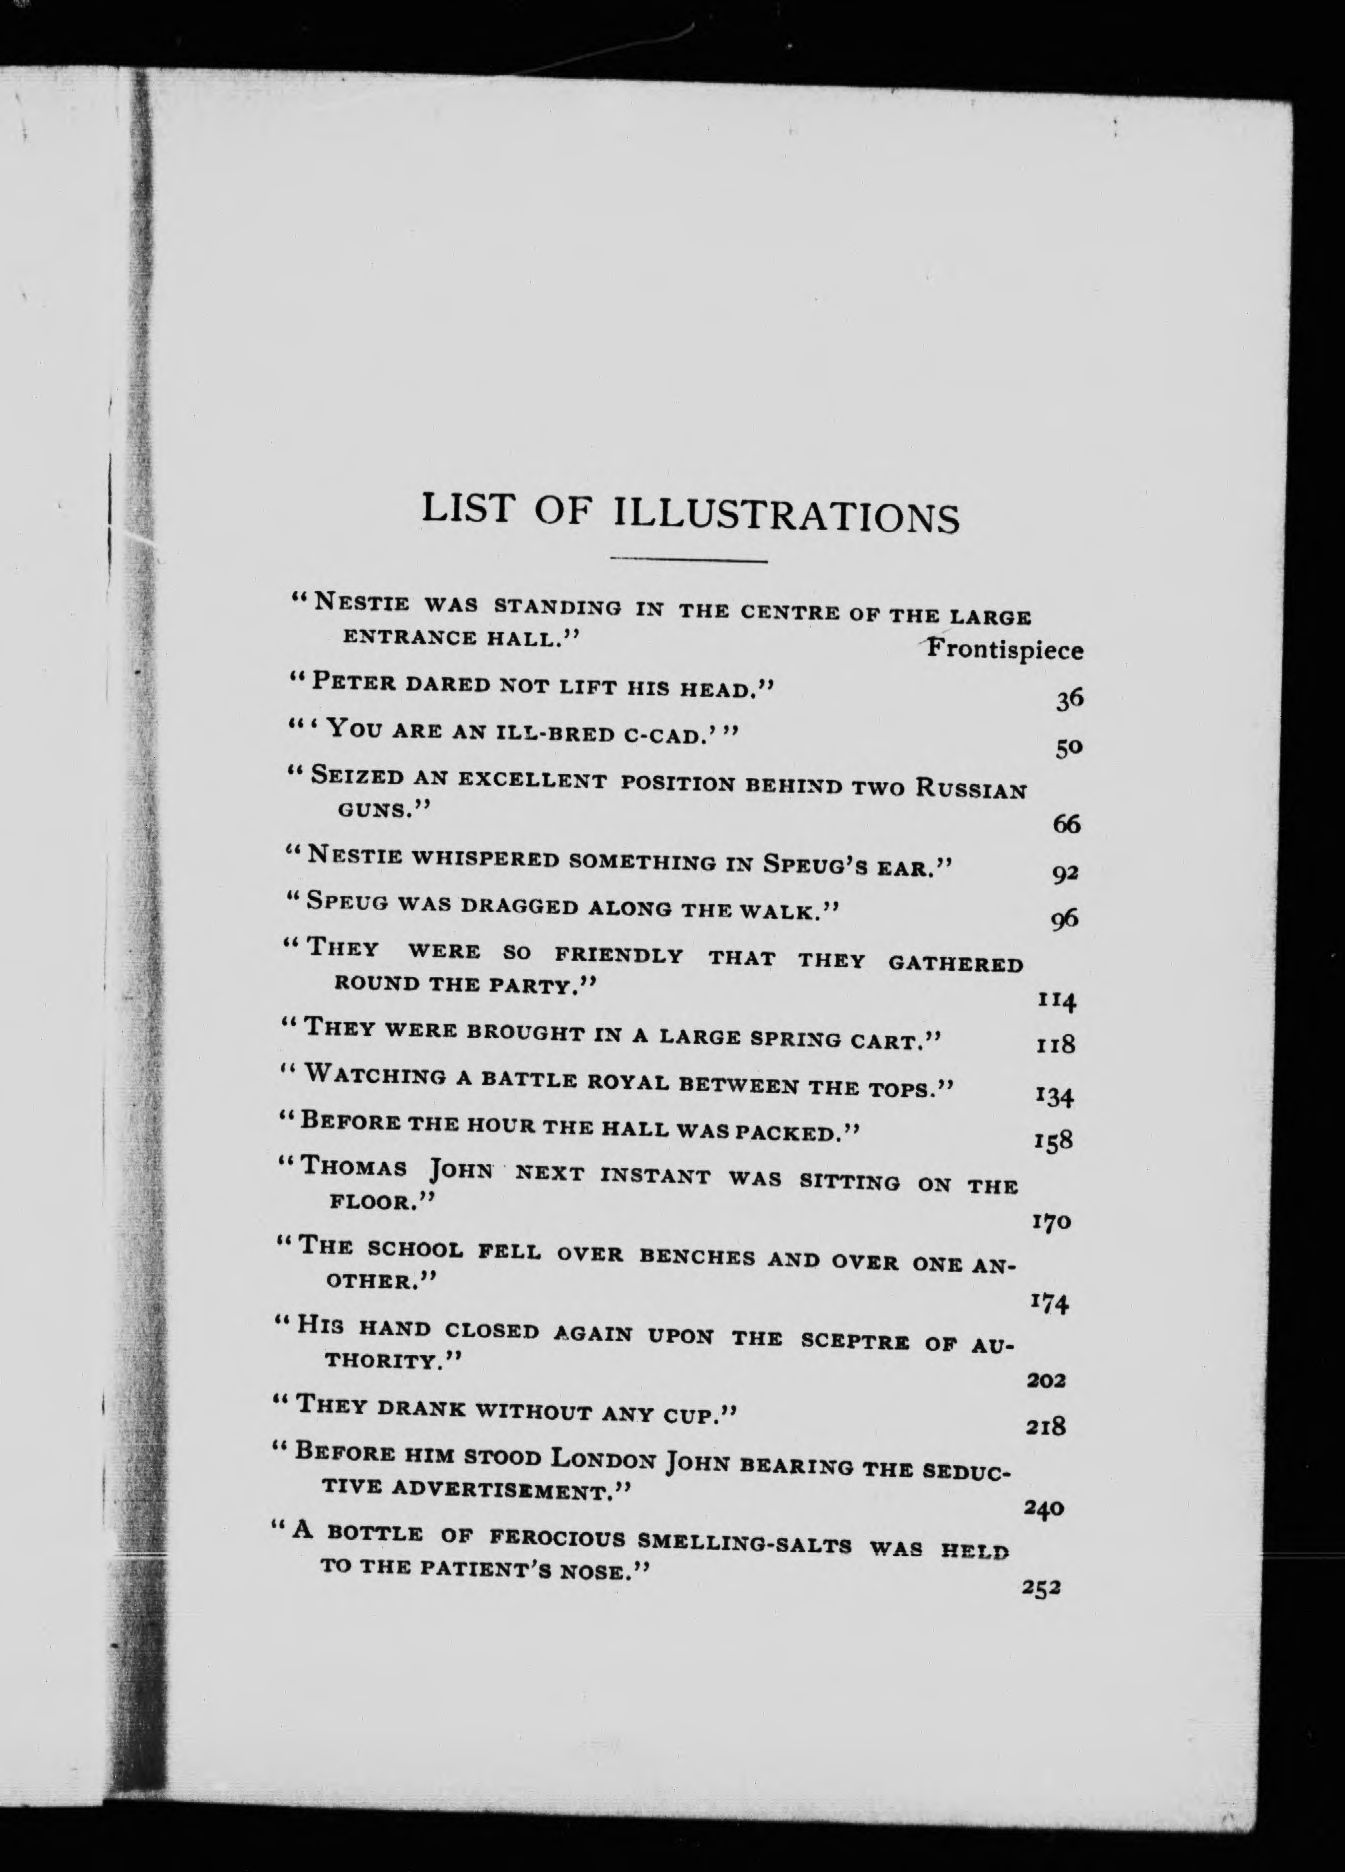 LIST OF ILLUSTRATIONS
“Nestie was standing in the centre of the large
entrance hall.” Frontispiece
“Peter dared not lift his head.” 36
“‘You are an ill-bred c-cad.’” 50
“Seized an excellent position behind two Russian
guns.” 66
“Nestie whispered something in Speug’s ear.” 92
“Speug was dragged along the walk.” 96
“They were so friendly that they gathered
round the party.” 114
“They were brought in a large spring cart.” 118
“Watching a battle royal between the tops.” 134
“Before the hour the hall was packed.” 158
“Thomas John next instant was sitting on the
floor.” 170
“The school fell over benches and over one an-
other.” 174
“His hand closed again upon the sceptre of au-
thority.” 202
“They drank without any cup.” 218
“Before him stood London John bearing the seduc-
tive advertisement.” 240
“A bottle of ferocious smelling-salts was held
to the patient’s nose.” 252